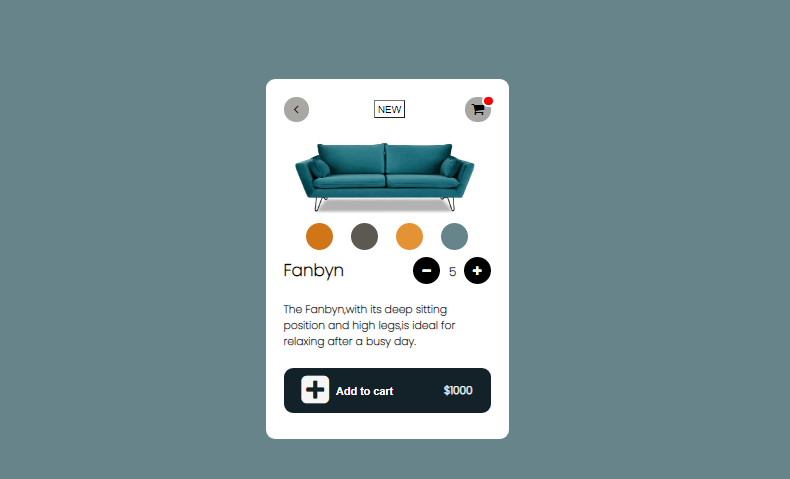 NEW
Fanbyn
5
The Fanbyn,with its deep sitting
position and high legs,is ideal for
relaxing after a busy day.
Add to cart $1000